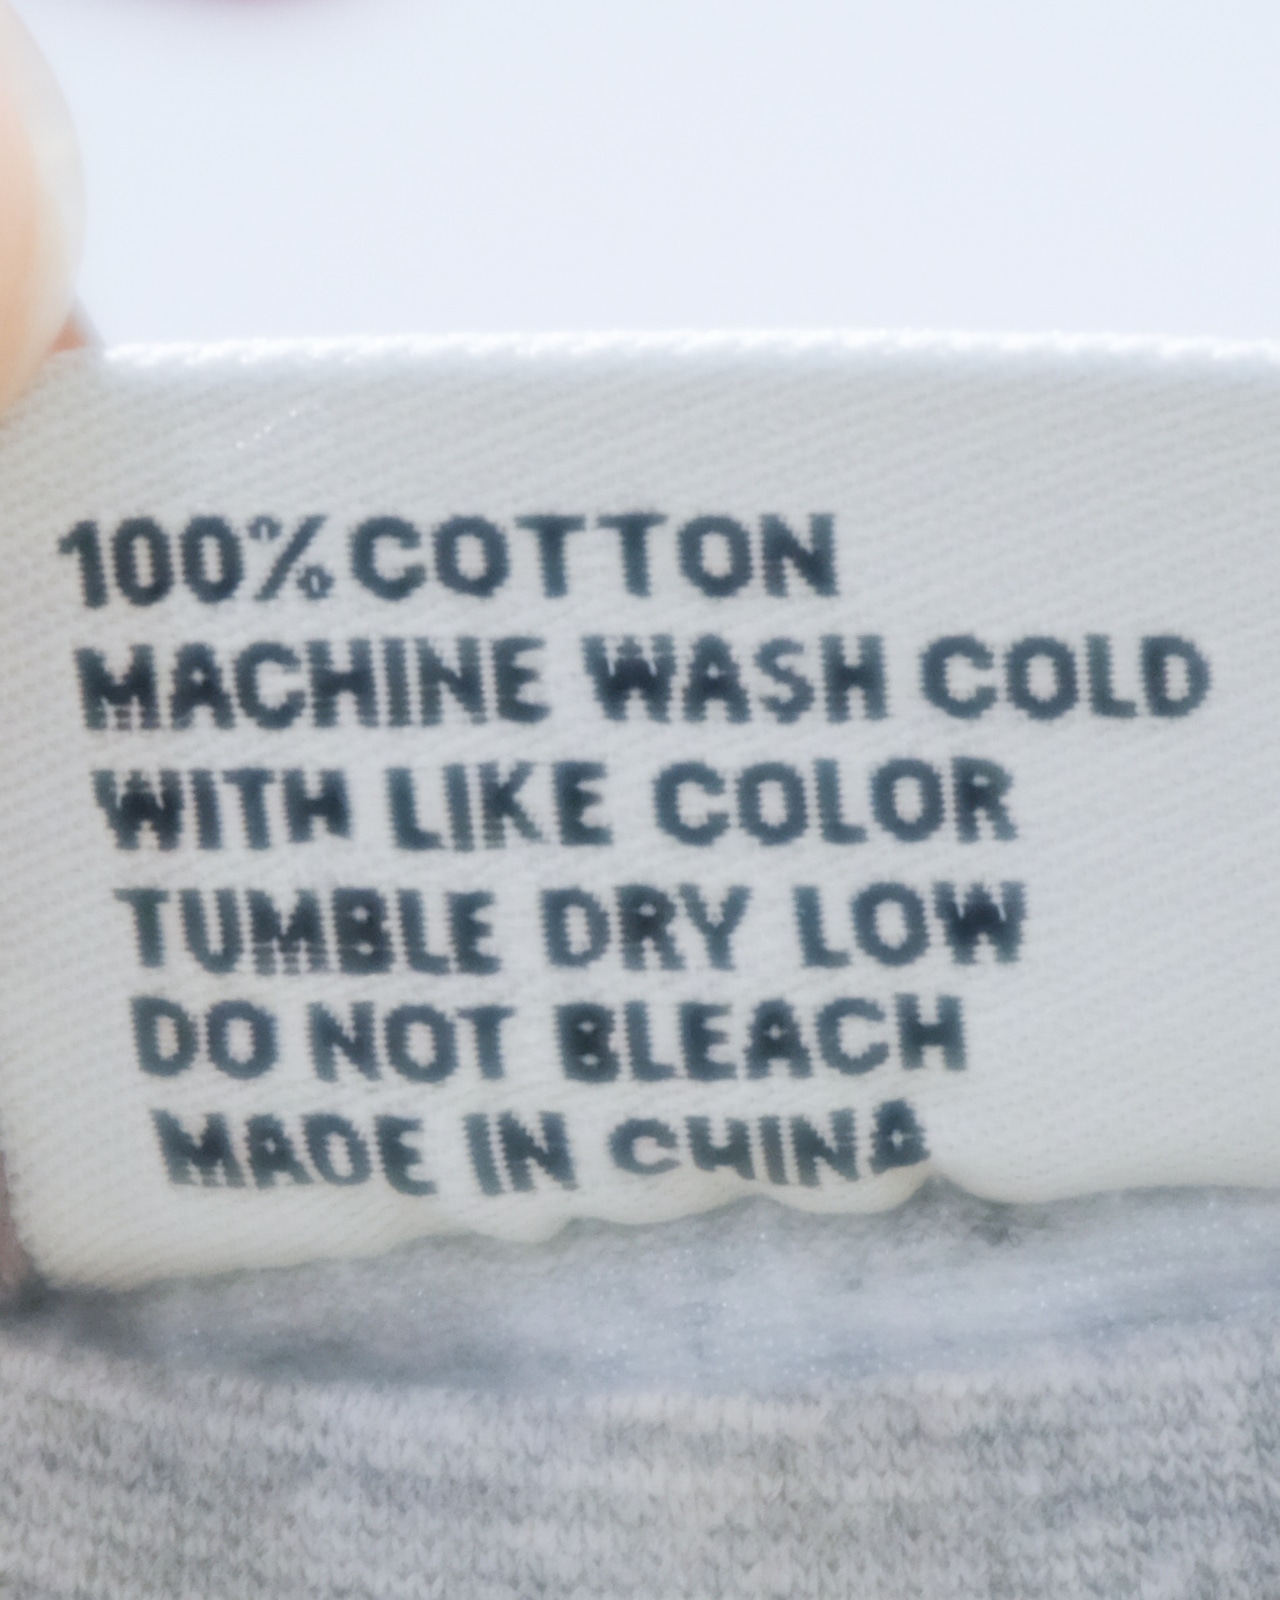 100% COTTON
MACHINE WASH COLD
WITH LIKE COLOR
TUMBLE DRY LOW
DO NOT BLEACH
MADE IN CHINA